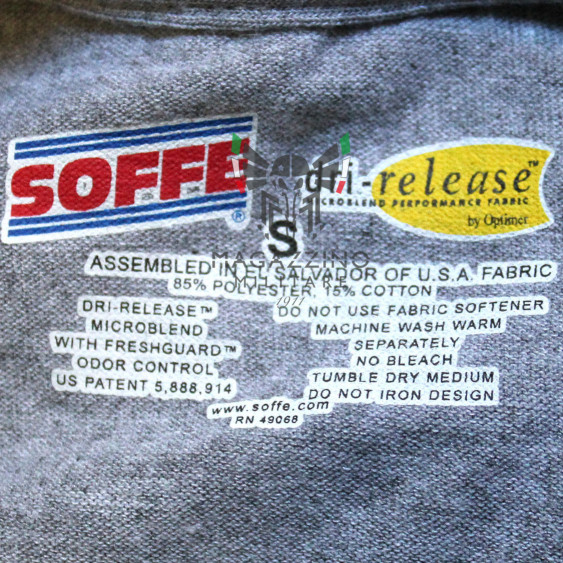 SOFFE
®
dri-release™
MICROBLEND PERFORMANCE FABRIC
by Optimer
S
MAGAZZINO
MILITARE
1971
ASSEMBLED IN EL SALVADOR OF U.S.A. FABRIC
85% POLYESTER, 15% COTTON
DRI-RELEASE™
MICROBLEND
WITH FRESHGUARD™
ODOR CONTROL
US PATENT 5,888,914
DO NOT USE FABRIC SOFTENER
MACHINE WASH WARM
SEPARATELY
NO BLEACH
TUMBLE DRY MEDIUM
DO NOT IRON DESIGN
www.soffe.com
RN 49068